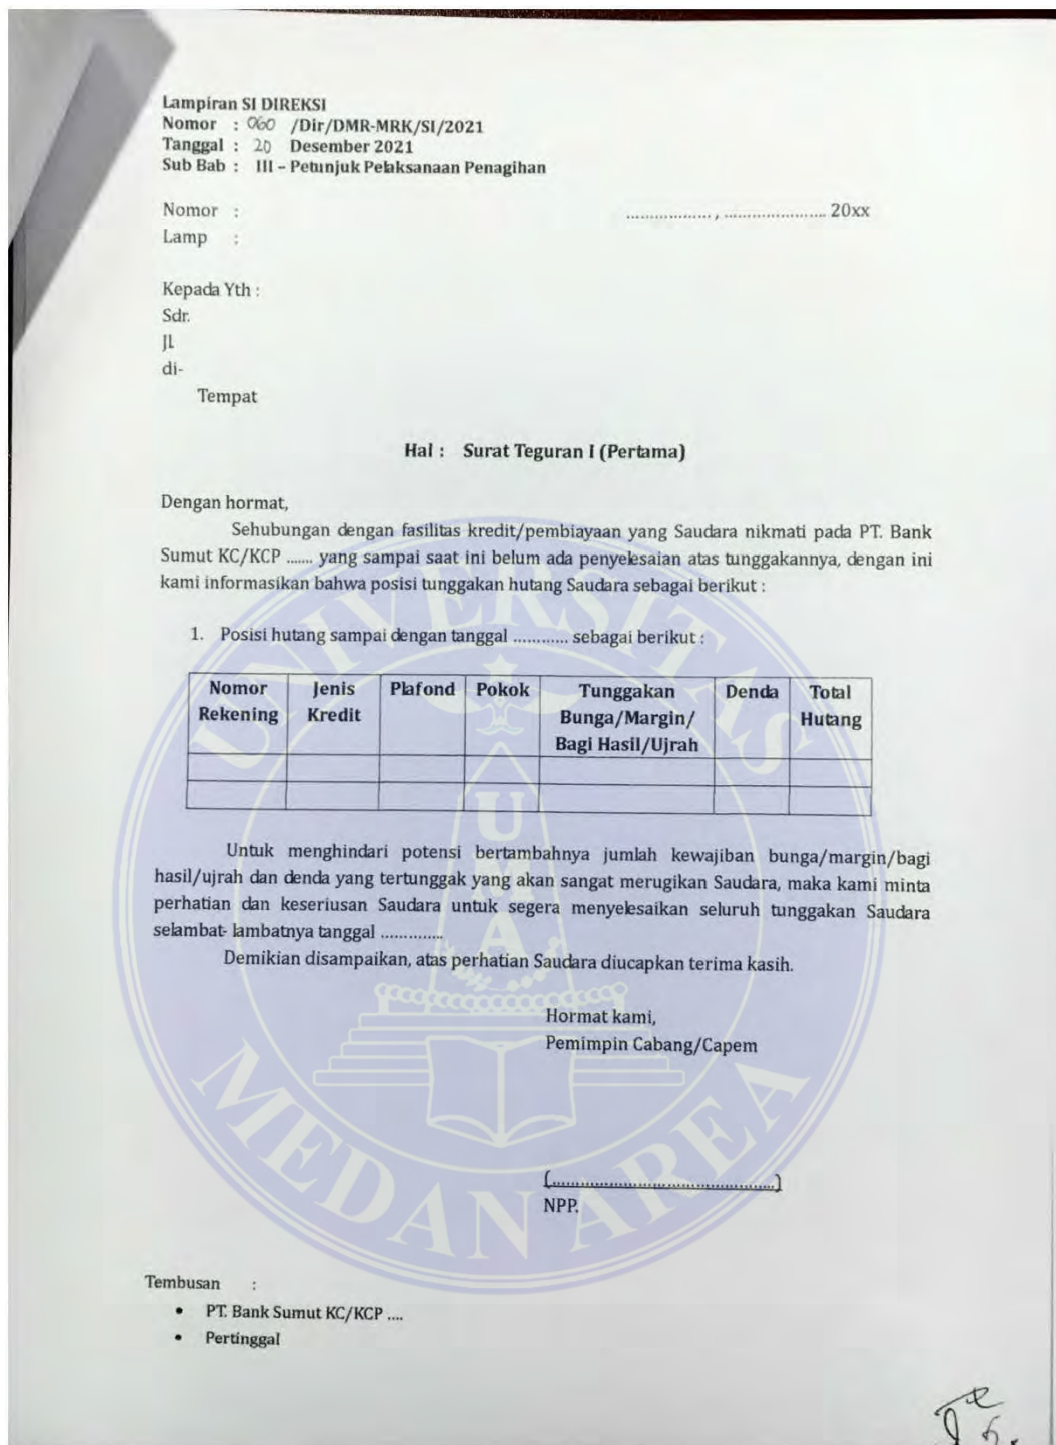 Lampiran SI DIREKSI
Nomor : 060 /Dir/DMR-MRK/SI/2021
Tanggal : 20 Desember 2021
Sub Bab : III – Petunjuk Pelaksanaan Penagihan
Nomor :
.................... , ....................... 20xx
Lamp :
Kepada Yth :
Sdr.
Jl
di-
Tempat
Hal : Surat Teguran I (Pertama)
Dengan hormat,
Sehubungan dengan fasilitas kredit/pembiayaan yang Saudara nikmati pada PT. Bank
Sumut KC/KCP ....... yang sampai saat ini belum ada penyelesaian atas tunggakannya, dengan ini
kami informasikan bahwa posisi tunggakan hutang Saudara sebagai berikut :
1. Posisi hutang sampai dengan tanggal ............ sebagai berikut :
Nomor Jenis Plafond Pokok Tunggakan Denda Total
Rekening Kredit Bunga/Margin/ Hutang
Bagi Hasil/Ujrah
Untuk menghindari potensi bertambahnya jumlah kewajiban bunga/margin/bagi
hasil/ujrah dan denda yang tertunggak yang akan sangat merugikan Saudara, maka kami minta
perhatian dan keseriusan Saudara untuk segera menyelesaikan seluruh tunggakan Saudara
selambat- lambatnya tanggal ..............
Demikian disampaikan, atas perhatian Saudara diucapkan terima kasih.
Hormat kami,
Pemimpin Cabang/Capem
(................................................)
NPP.
Tembusan :
• PT. Bank Sumut KC/KCP ....
• Pertinggal
UNIVERSITAS
UMA
MEDAN AREA